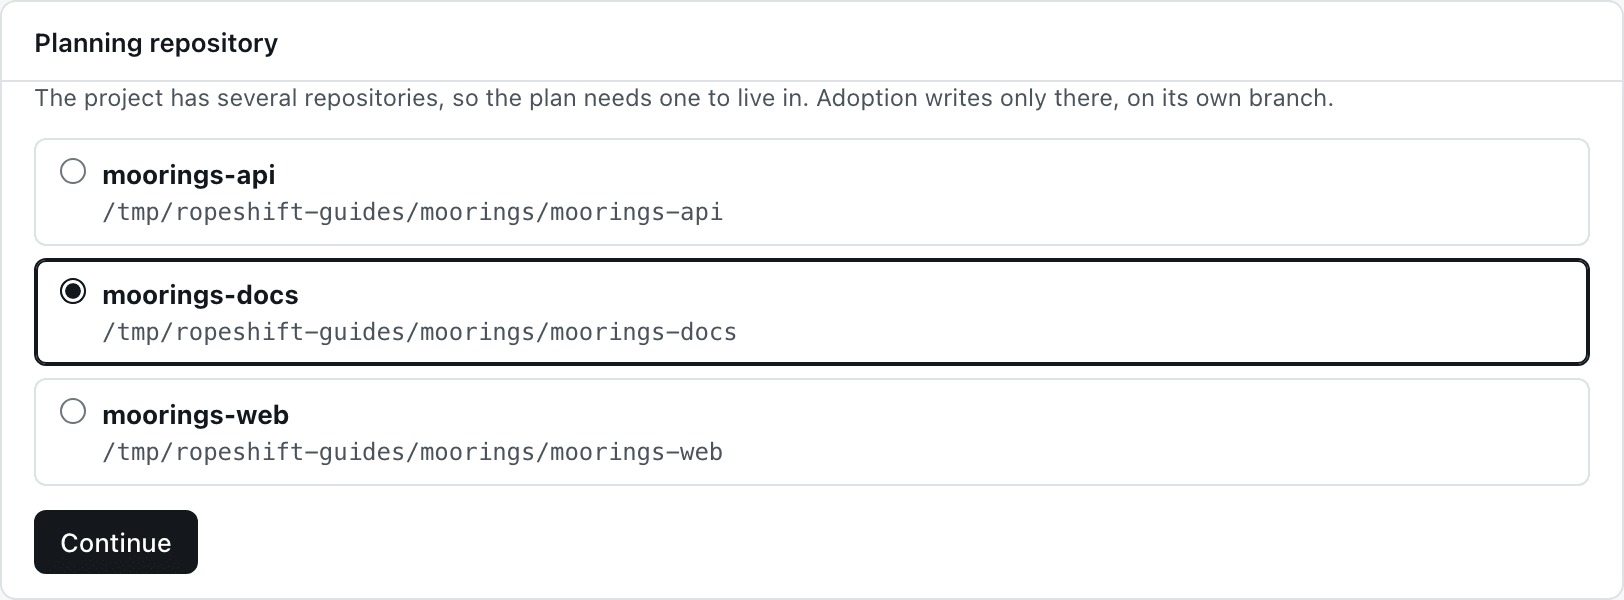 Planning repository
The project has several repositories, so the plan needs one to live in. Adoption writes only there, on its own branch.
moorings-api
/tmp/ropeshift-guides/moorings/moorings-api
moorings-docs
/tmp/ropeshift-guides/moorings/moorings-docs
moorings-web
/tmp/ropeshift-guides/moorings/moorings-web
Continue